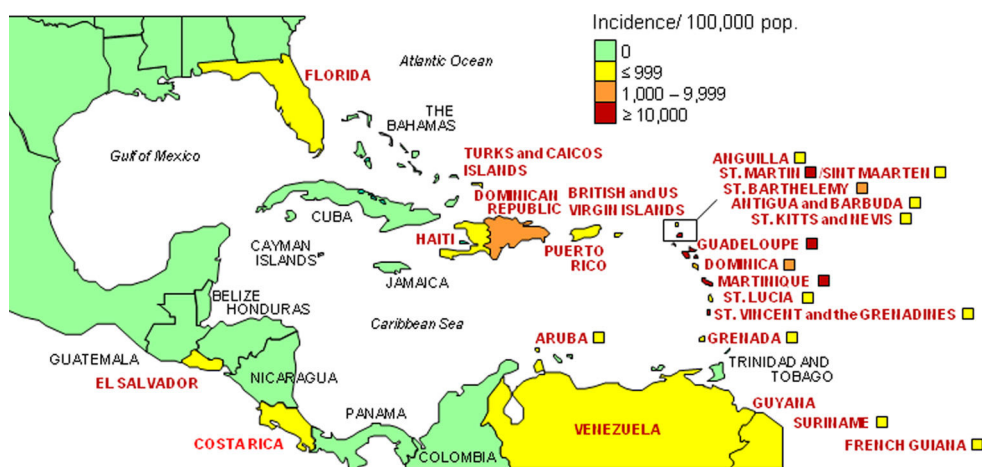 Incidence/ 100,000 pop.
0
≤ 999
1,000 – 9,999
≥ 10,000
Atlantic Ocean
FLORIDA
THE
BAHAMAS
Gulf of Mexico
TURKS and CAICOS
ISLANDS
DOMINICAN
REPUBLIC
BRITISH and US
VIRGIN ISLANDS
ANGUILLA
ST. MARTIN /SINT MAARTEN
ST. BARTHELEMY
ANTIGUA and BARBUDA
ST. KITTS and NEVIS
CUBA
HAITI
PUERTO
RICO
GUADELOUPE
CAYMAN
ISLANDS
JAMAICA
DOMINICA
MARTINIQUE
BELIZE
HONDURAS
ST. LUCIA
Caribbean Sea
ST. VINCENT and the GRENADINES
ARUBA
GRENADA
GUATEMALA
TRINIDAD AND
TOBAGO
EL SALVADOR
NICARAGUA
GUYANA
PANAMA
SURINAME
COSTA RICA
VENEZUELA
COLOMBIA
FRENCH GUIANA